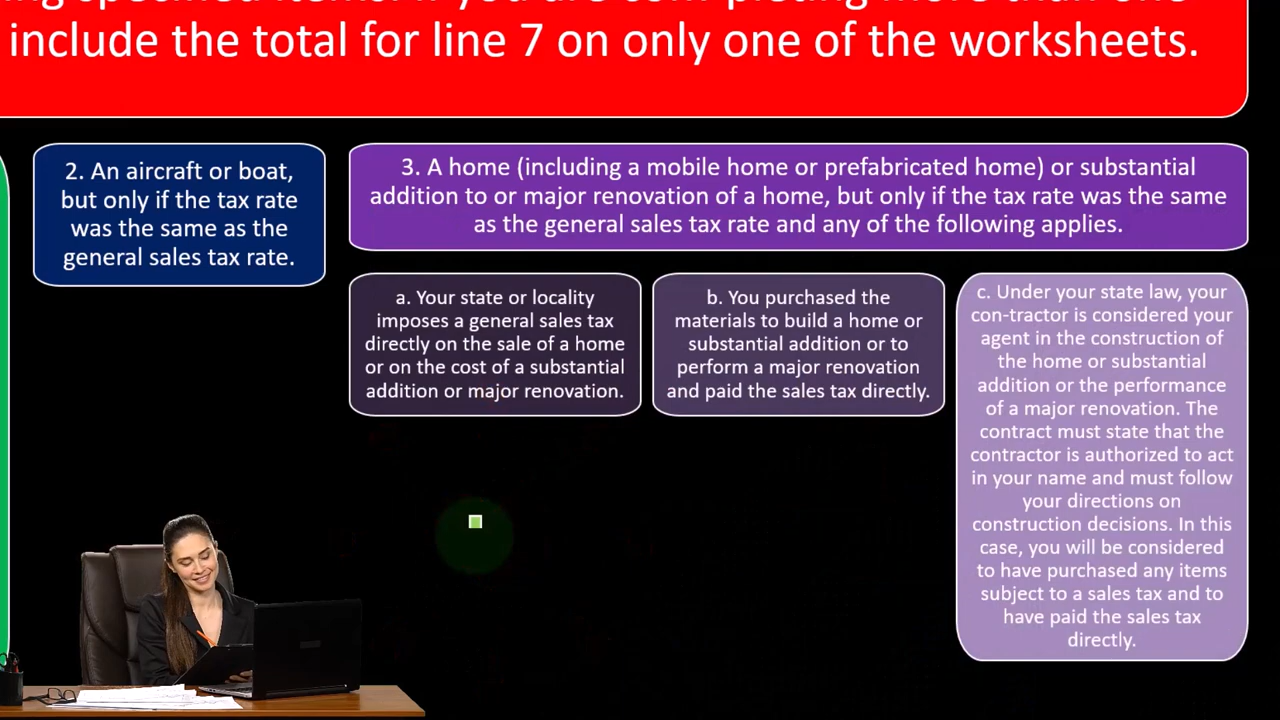 include the total for line 7 on only one of the worksheets.
2. An aircraft or boat,
but only if the tax rate
was the same as the
general sales tax rate.
3. A home (including a mobile home or prefabricated home) or substantial
addition to or major renovation of a home, but only if the tax rate was the same
as the general sales tax rate and any of the following applies.
a. Your state or locality
imposes a general sales tax
directly on the sale of a home
or on the cost of a substantial
addition or major renovation.
b. You purchased the
materials to build a home or
substantial addition or to
perform a major renovation
and paid the sales tax directly.
c. Under your state law, your
con-tractor is considered your
agent in the construction of
the home or substantial
addition or the performance
of a major renovation. The
contract must state that the
contractor is authorized to act
in your name and must follow
your directions on
construction decisions. In this
case, you will be considered
to have purchased any items
subject to a sales tax and to
have paid the sales tax
directly.